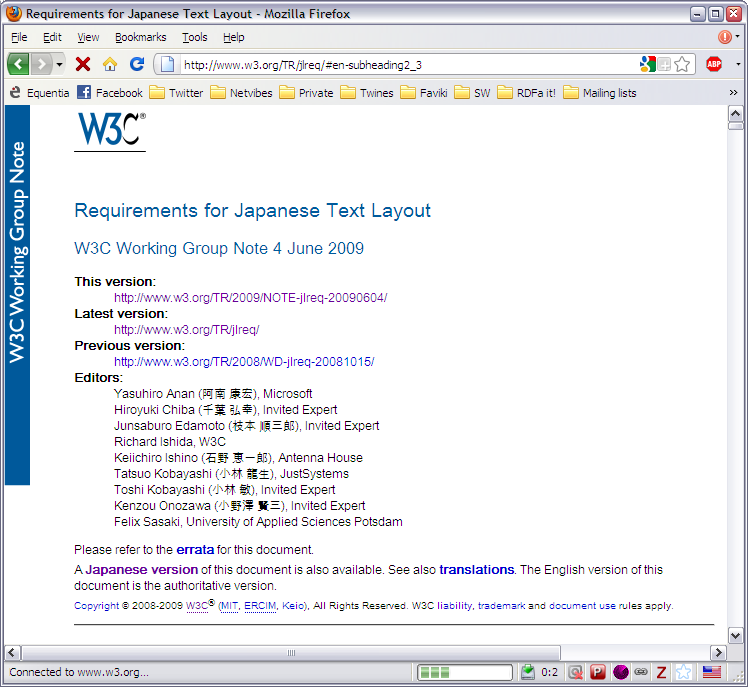 Requirements for Japanese Text Layout - Mozilla Firefox
File Edit View Bookmarks Tools Help
http://www.w3.org/TR/jlreq/#en-subheading2_3
ABP
Equentia Facebook Twitter Netvibes Private Twines Faviki SW RDFa it! Mailing lists »
W3C®
W3C Working Group Note
Requirements for Japanese Text Layout
W3C Working Group Note 4 June 2009
This version:
http://www.w3.org/TR/2009/NOTE-jlreq-20090604/
Latest version:
http://www.w3.org/TR/jlreq/
Previous version:
http://www.w3.org/TR/2008/WD-jlreq-20081015/
Editors:
Yasuhiro Anan (阿南 康宏), Microsoft
Hiroyuki Chiba (千葉 弘幸), Invited Expert
Junsaburo Edamoto (枝本 順三郎), Invited Expert
Richard Ishida, W3C
Keiichiro Ishino (石野 恵一郎), Antenna House
Tatsuo Kobayashi (小林 龍生), JustSystems
Toshi Kobayashi (小林 敏), Invited Expert
Kenzou Onozawa (小野澤 賢三), Invited Expert
Felix Sasaki, University of Applied Sciences Potsdam
Please refer to the errata for this document.
A Japanese version of this document is also available. See also translations. The English version of this
document is the authoritative version.
Copyright © 2008-2009 W3C® (MIT, ERCIM, Keio), All Rights Reserved. W3C liability, trademark and document use rules apply.
Connected to www.w3.org... 0:2 Z